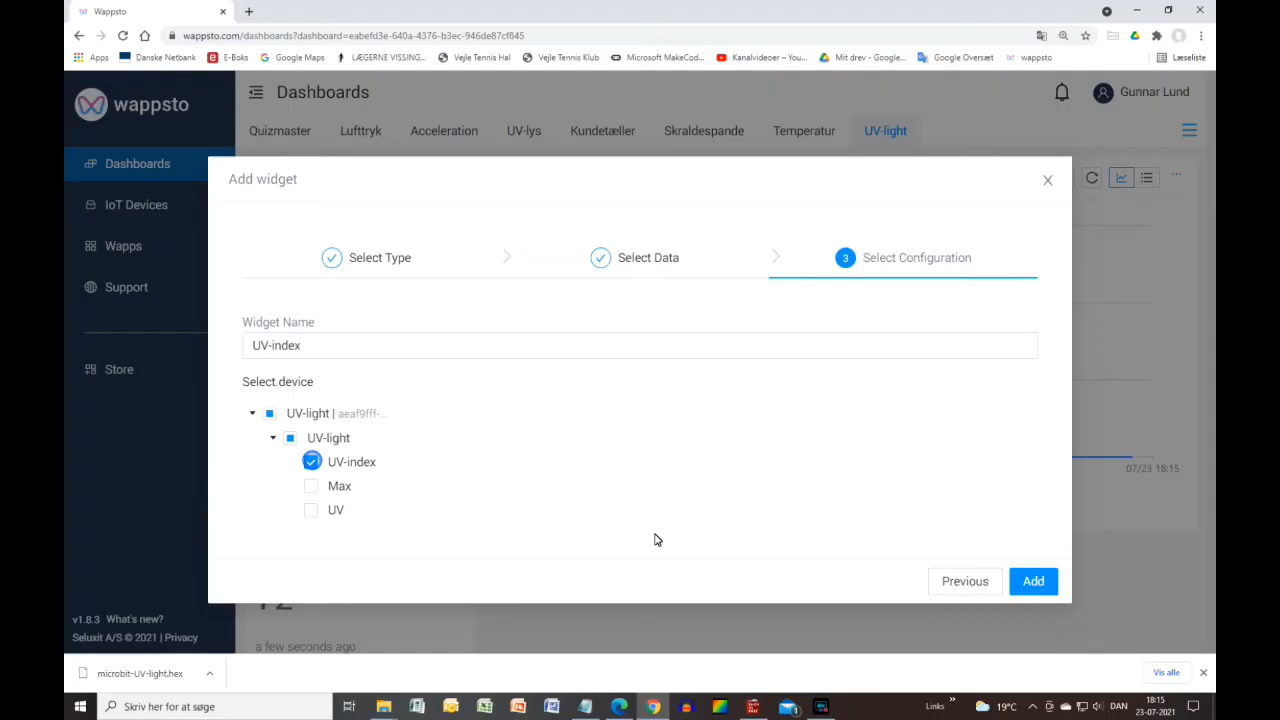 Wappsto
wappsto.com/dashboards?dashboard=eabefd3e-640a-4376-b3ec-946de87cf845
Apps Danske Netbank E-Boks Google Maps LÆGERNE VISSING... Vejle Tennis Hal Vejle Tennis Klub Microsoft MakeCod... Kanalvideoer – You... Mit drev - Google... Google Oversæt wappsto Læseliste
wappsto
Dashboards
Gunnar Lund
Quizmaster Lufttryk Acceleration UV-lys Kundetæller Skraldespande Temperatur UV-light
Dashboards
IoT Devices
Wapps
Support
Store
Add widget
Select Type
Select Data
3 Select Configuration
Widget Name
UV-index
Select.device
UV-light | aeaf9fff-...
UV-light
UV-index
Max
UV
07/23 18:15
Previous Add
a few seconds ago
v1.8.3 What's new?
Seluxit A/S © 2021 | Privacy
microbit-UV-light.hex
Vis alle
Skriv her for at søge
Links
19°C
DAN
18:15
23-07-2021